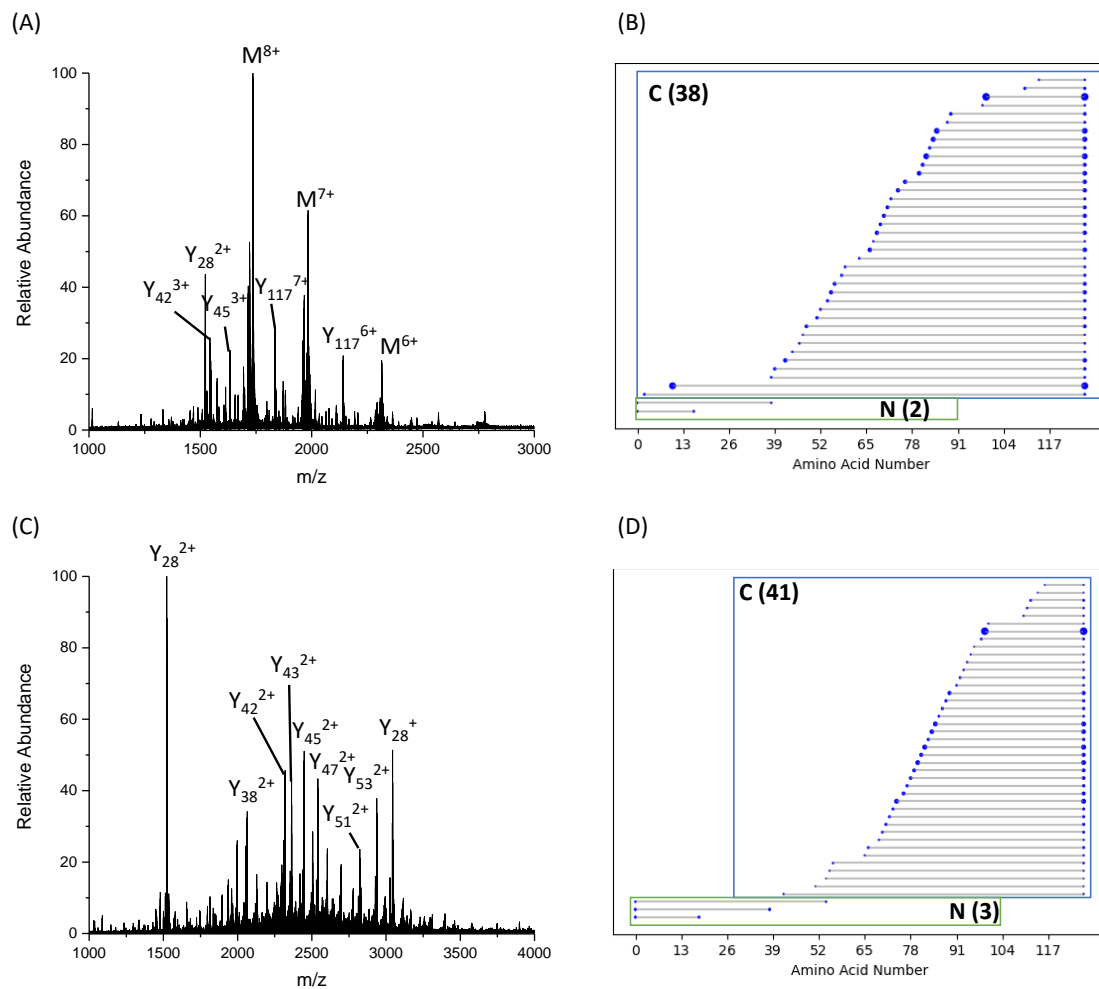 (A)
(B)
M8+
C (38)
M7+
Y28 2+
Y42 3+
Y45 3+
Y117 7+
Y117 6+
M6+
N (2)
100
80
60
40
20
0
Relative Abundance
1000 1500 2000 2500 3000
m/z
0 13 26 39 52 65 78 91 104 117
Amino Acid Number
(C)
(D)
Y28 2+
C (41)
Y43 2+
Y42 2+
Y45 2+
Y28 +
Y47 2+
Y53 2+
Y38 2+
Y51 2+
N (3)
100
80
60
40
20
0
Relative Abundance
1000 1500 2000 2500 3000 3500 4000
m/z
0 13 26 39 52 65 78 91 104 117
Amino Acid Number